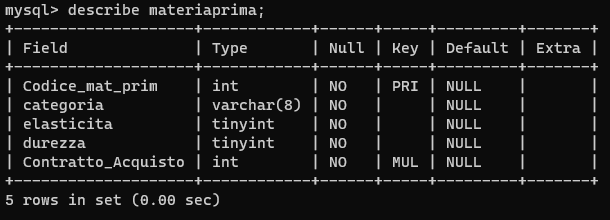 mysql> describe materiaprima;
+--------------------+------------+------+-----+---------+-------+
| Field              | Type       | Null | Key | Default | Extra |
+--------------------+------------+------+-----+---------+-------+
| Codice_mat_prim    | int        | NO   | PRI | NULL    |       |
| categoria          | varchar(8) | NO   |     | NULL    |       |
| elasticita         | tinyint    | NO   |     | NULL    |       |
| durezza            | tinyint    | NO   |     | NULL    |       |
| Contratto_Acquisto | int        | NO   | MUL | NULL    |       |
+--------------------+------------+------+-----+---------+-------+
5 rows in set (0.00 sec)